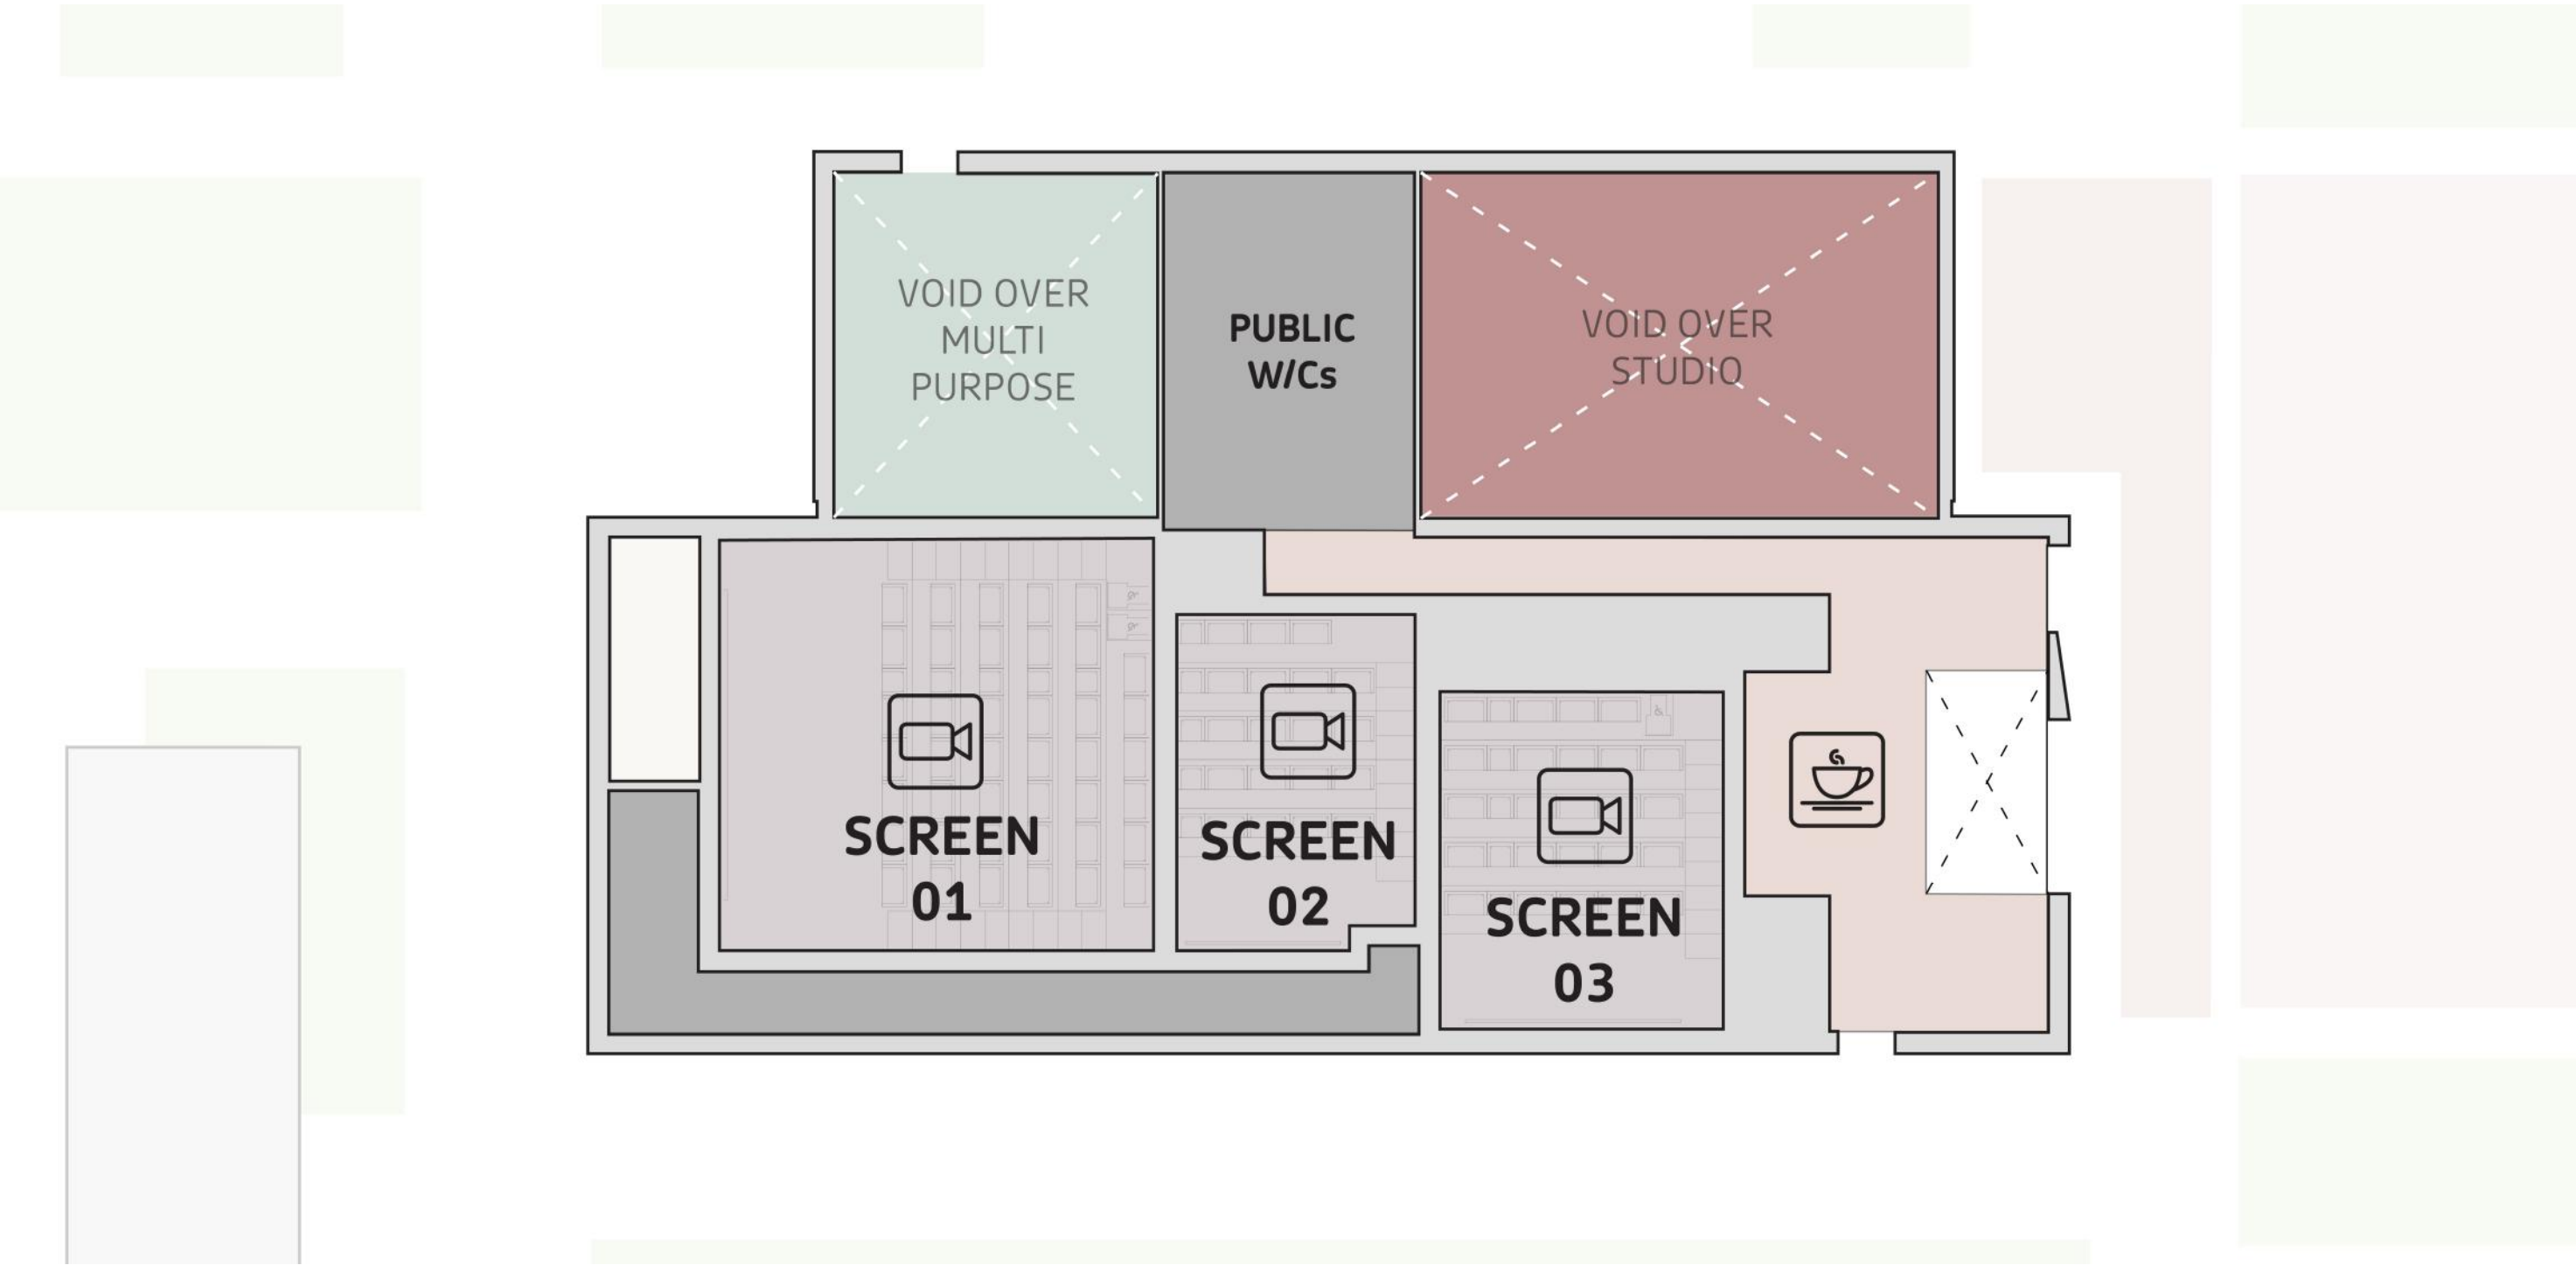 VOID OVER
MULTI
PURPOSE
PUBLIC
W/Cs
VOID OVER
STUDIO
SCREEN
01
SCREEN
02
SCREEN
03